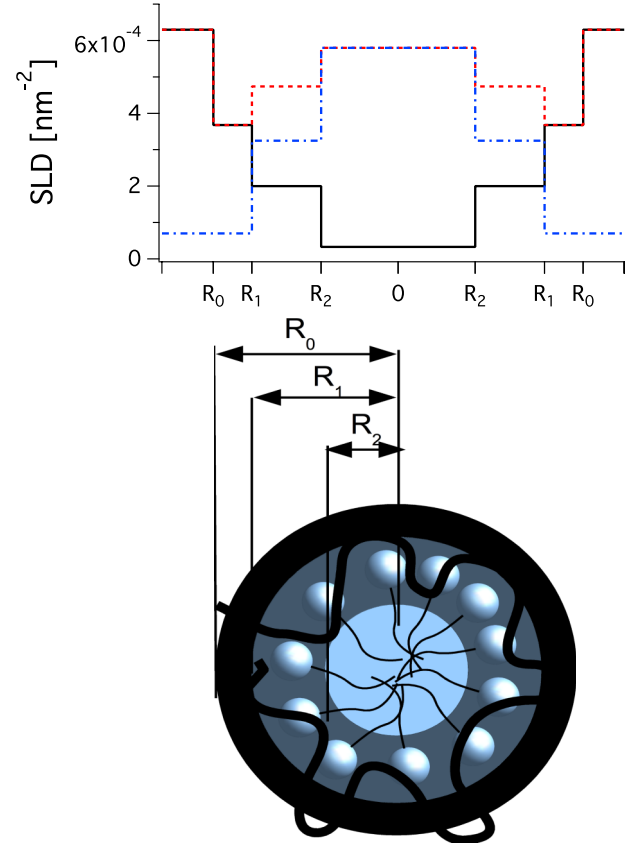 SLD [nm⁻²]
6x10⁻⁴
4
2
0
R₀ R₁ R₂ 0 R₂ R₁ R₀
R₀
R₁
R₂